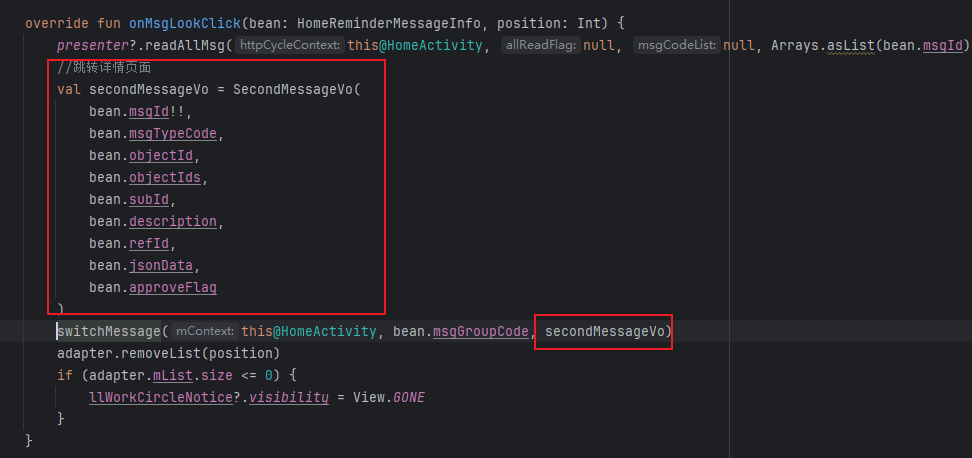 override fun onMsgLookClick(bean: HomeReminderMessageInfo, position: Int) {
presenter?.readAllMsg( httpCycleContext: this@HomeActivity, allReadFlag: null, msgCodeList: null, Arrays.asList(bean.msgId)
//跳转详情页面
val secondMessageVo = SecondMessageVo(
bean.msgId!!,
bean.msgTypeCode,
bean.objectId,
bean.objectIds,
bean.subId,
bean.description,
bean.refId,
bean.jsonData,
bean.approveFlag
)
switchMessage( mContext: this@HomeActivity, bean.msgGroupCode, secondMessageVo)
adapter.removeList(position)
if (adapter.mList.size <= 0) {
llWorkCircleNotice?.visibility = View.GONE
}
}